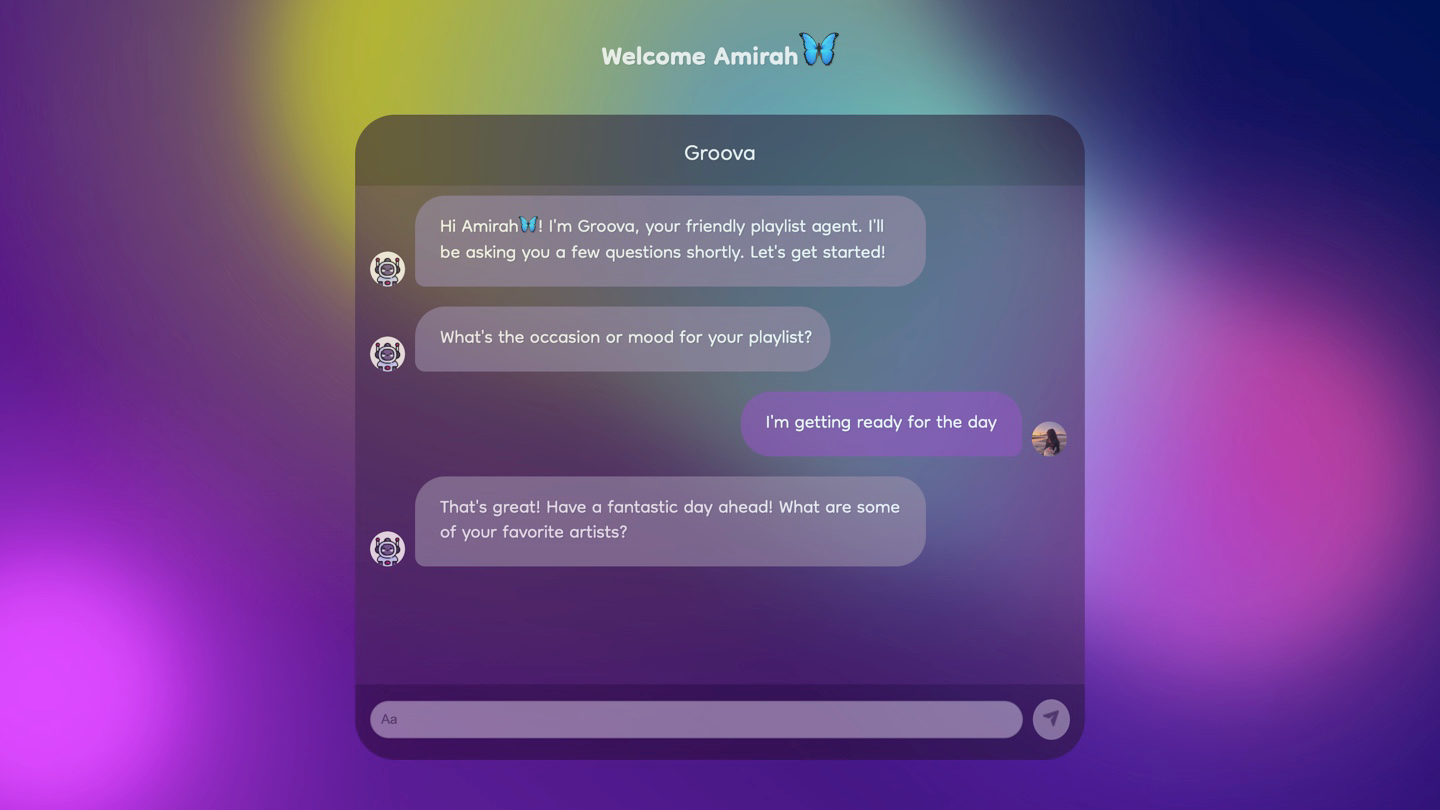 Welcome Amirah🦋
Groova
Hi Amirah🦋! I'm Groova, your friendly playlist agent. I'll
be asking you a few questions shortly. Let's get started!
What's the occasion or mood for your playlist?
I'm getting ready for the day
That's great! Have a fantastic day ahead! What are some
of your favorite artists?
Aa